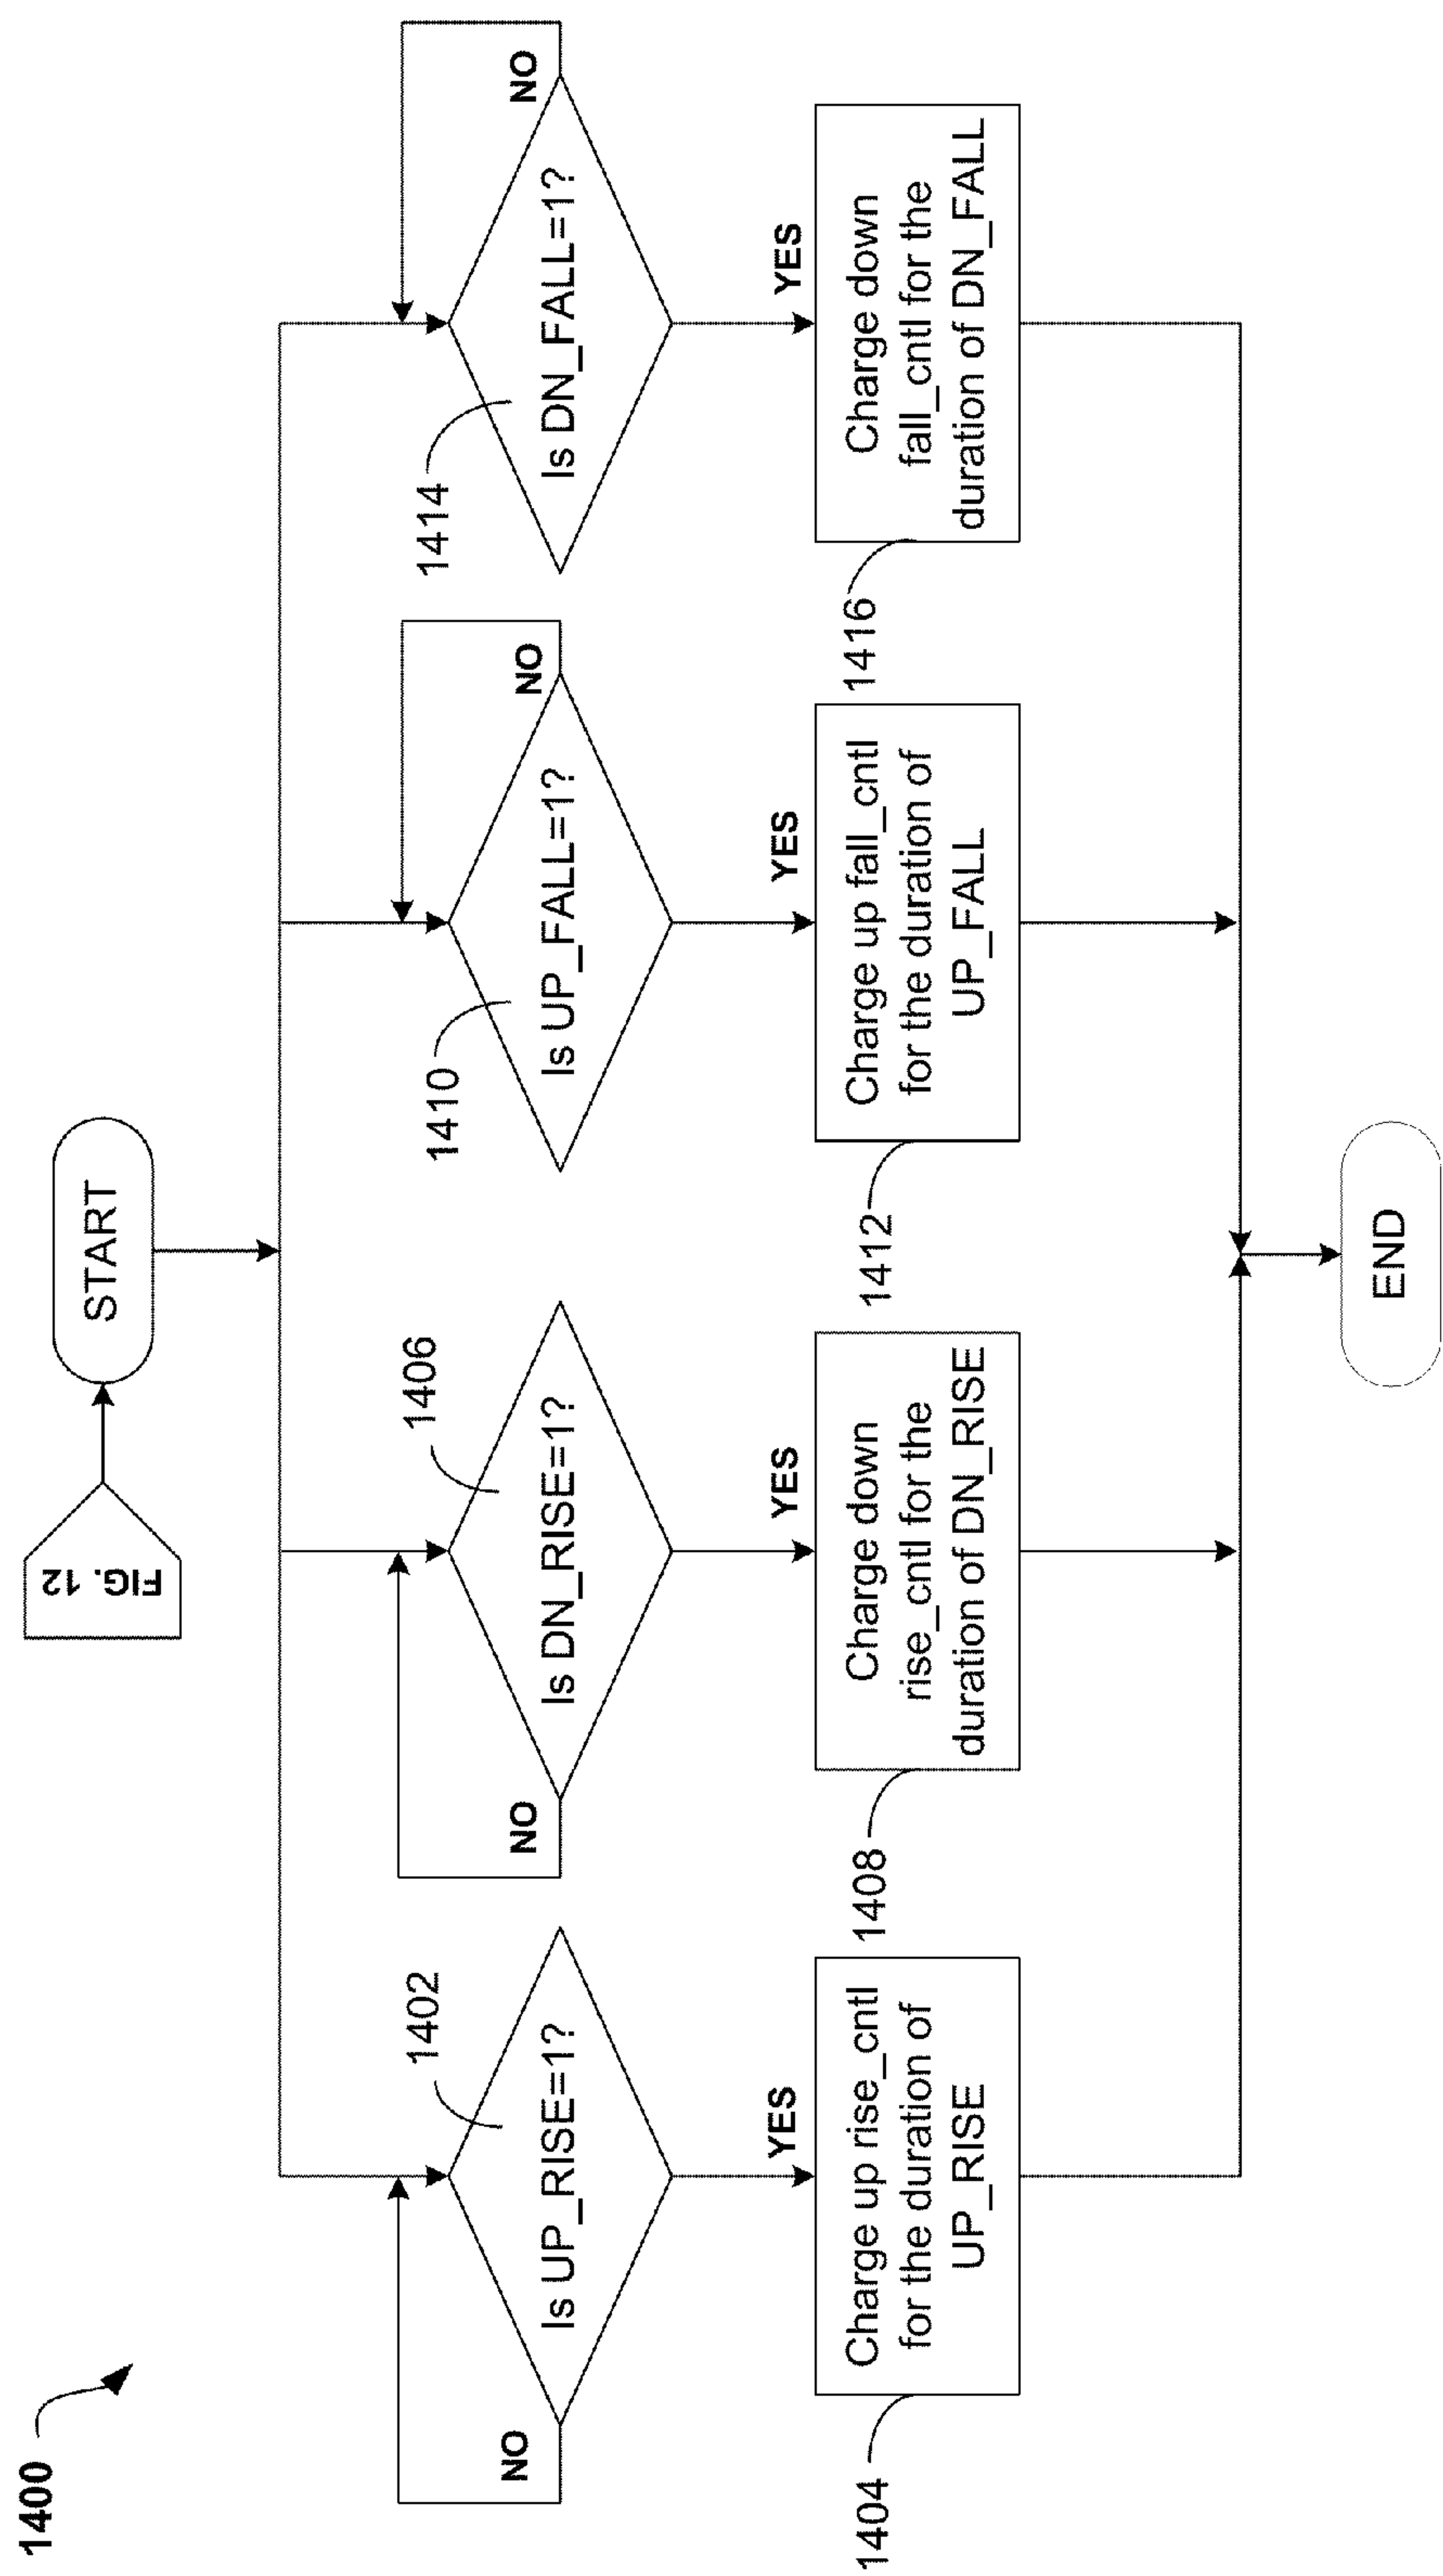 1400
FIG. 12
START
1402
Is UP_RISE=1?
NO
YES
1404
Charge up rise_cntl
for the duration of
UP_RISE
1406
Is DN_RISE=1?
NO
YES
1408
Charge down
rise_cntl for the
duration of DN_RISE
1410
Is UP_FALL=1?
NO
YES
1412
Charge up fall_cntl
for the duration of
UP_FALL
1414
Is DN_FALL=1?
NO
YES
1416
Charge down
fall_cntl for the
duration of DN_FALL
END